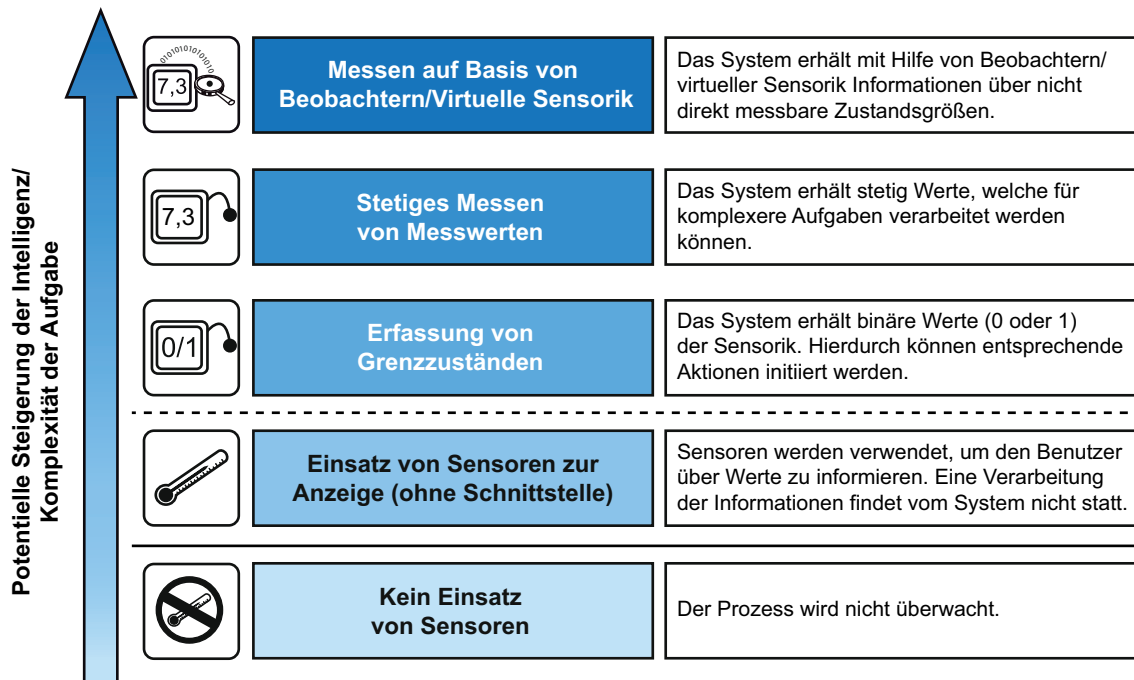 Potentielle Steigerung der Intelligenz/
Komplexität der Aufgabe
01010101010101010
7,3
Messen auf Basis von
Beobachtern/Virtuelle Sensorik
Das System erhält mit Hilfe von Beobachtern/
virtueller Sensorik Informationen über nicht
direkt messbare Zustandsgrößen.
7,3
Stetiges Messen
von Messwerten
Das System erhält stetig Werte, welche für
komplexere Aufgaben verarbeitet werden
können.
0/1
Erfassung von
Grenzzuständen
Das System erhält binäre Werte (0 oder 1)
der Sensorik. Hierdurch können entsprechende
Aktionen initiiert werden.
Einsatz von Sensoren zur
Anzeige (ohne Schnittstelle)
Sensoren werden verwendet, um den Benutzer
über Werte zu informieren. Eine Verarbeitung
der Informationen findet vom System nicht statt.
Kein Einsatz
von Sensoren
Der Prozess wird nicht überwacht.